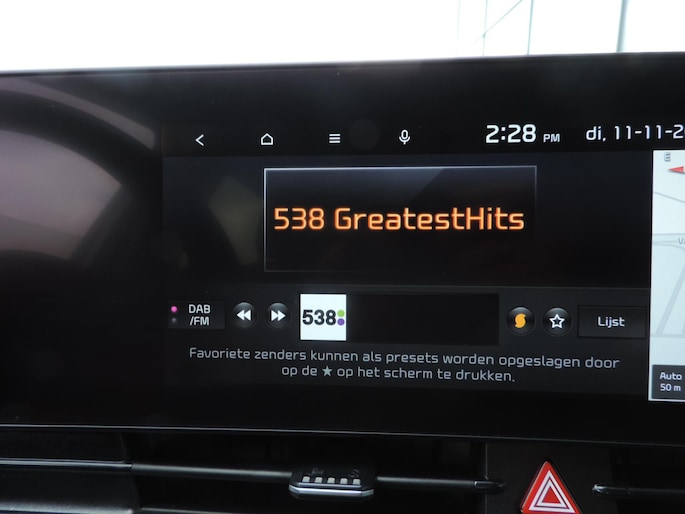 2:28 PM
di, 11-11-2
538 GreatestHits
E
DAB
/FM
538
Lijst
Favoriete zenders kunnen als presets worden opgeslagen door
op de ★ op het scherm te drukken.
Auto
50 m